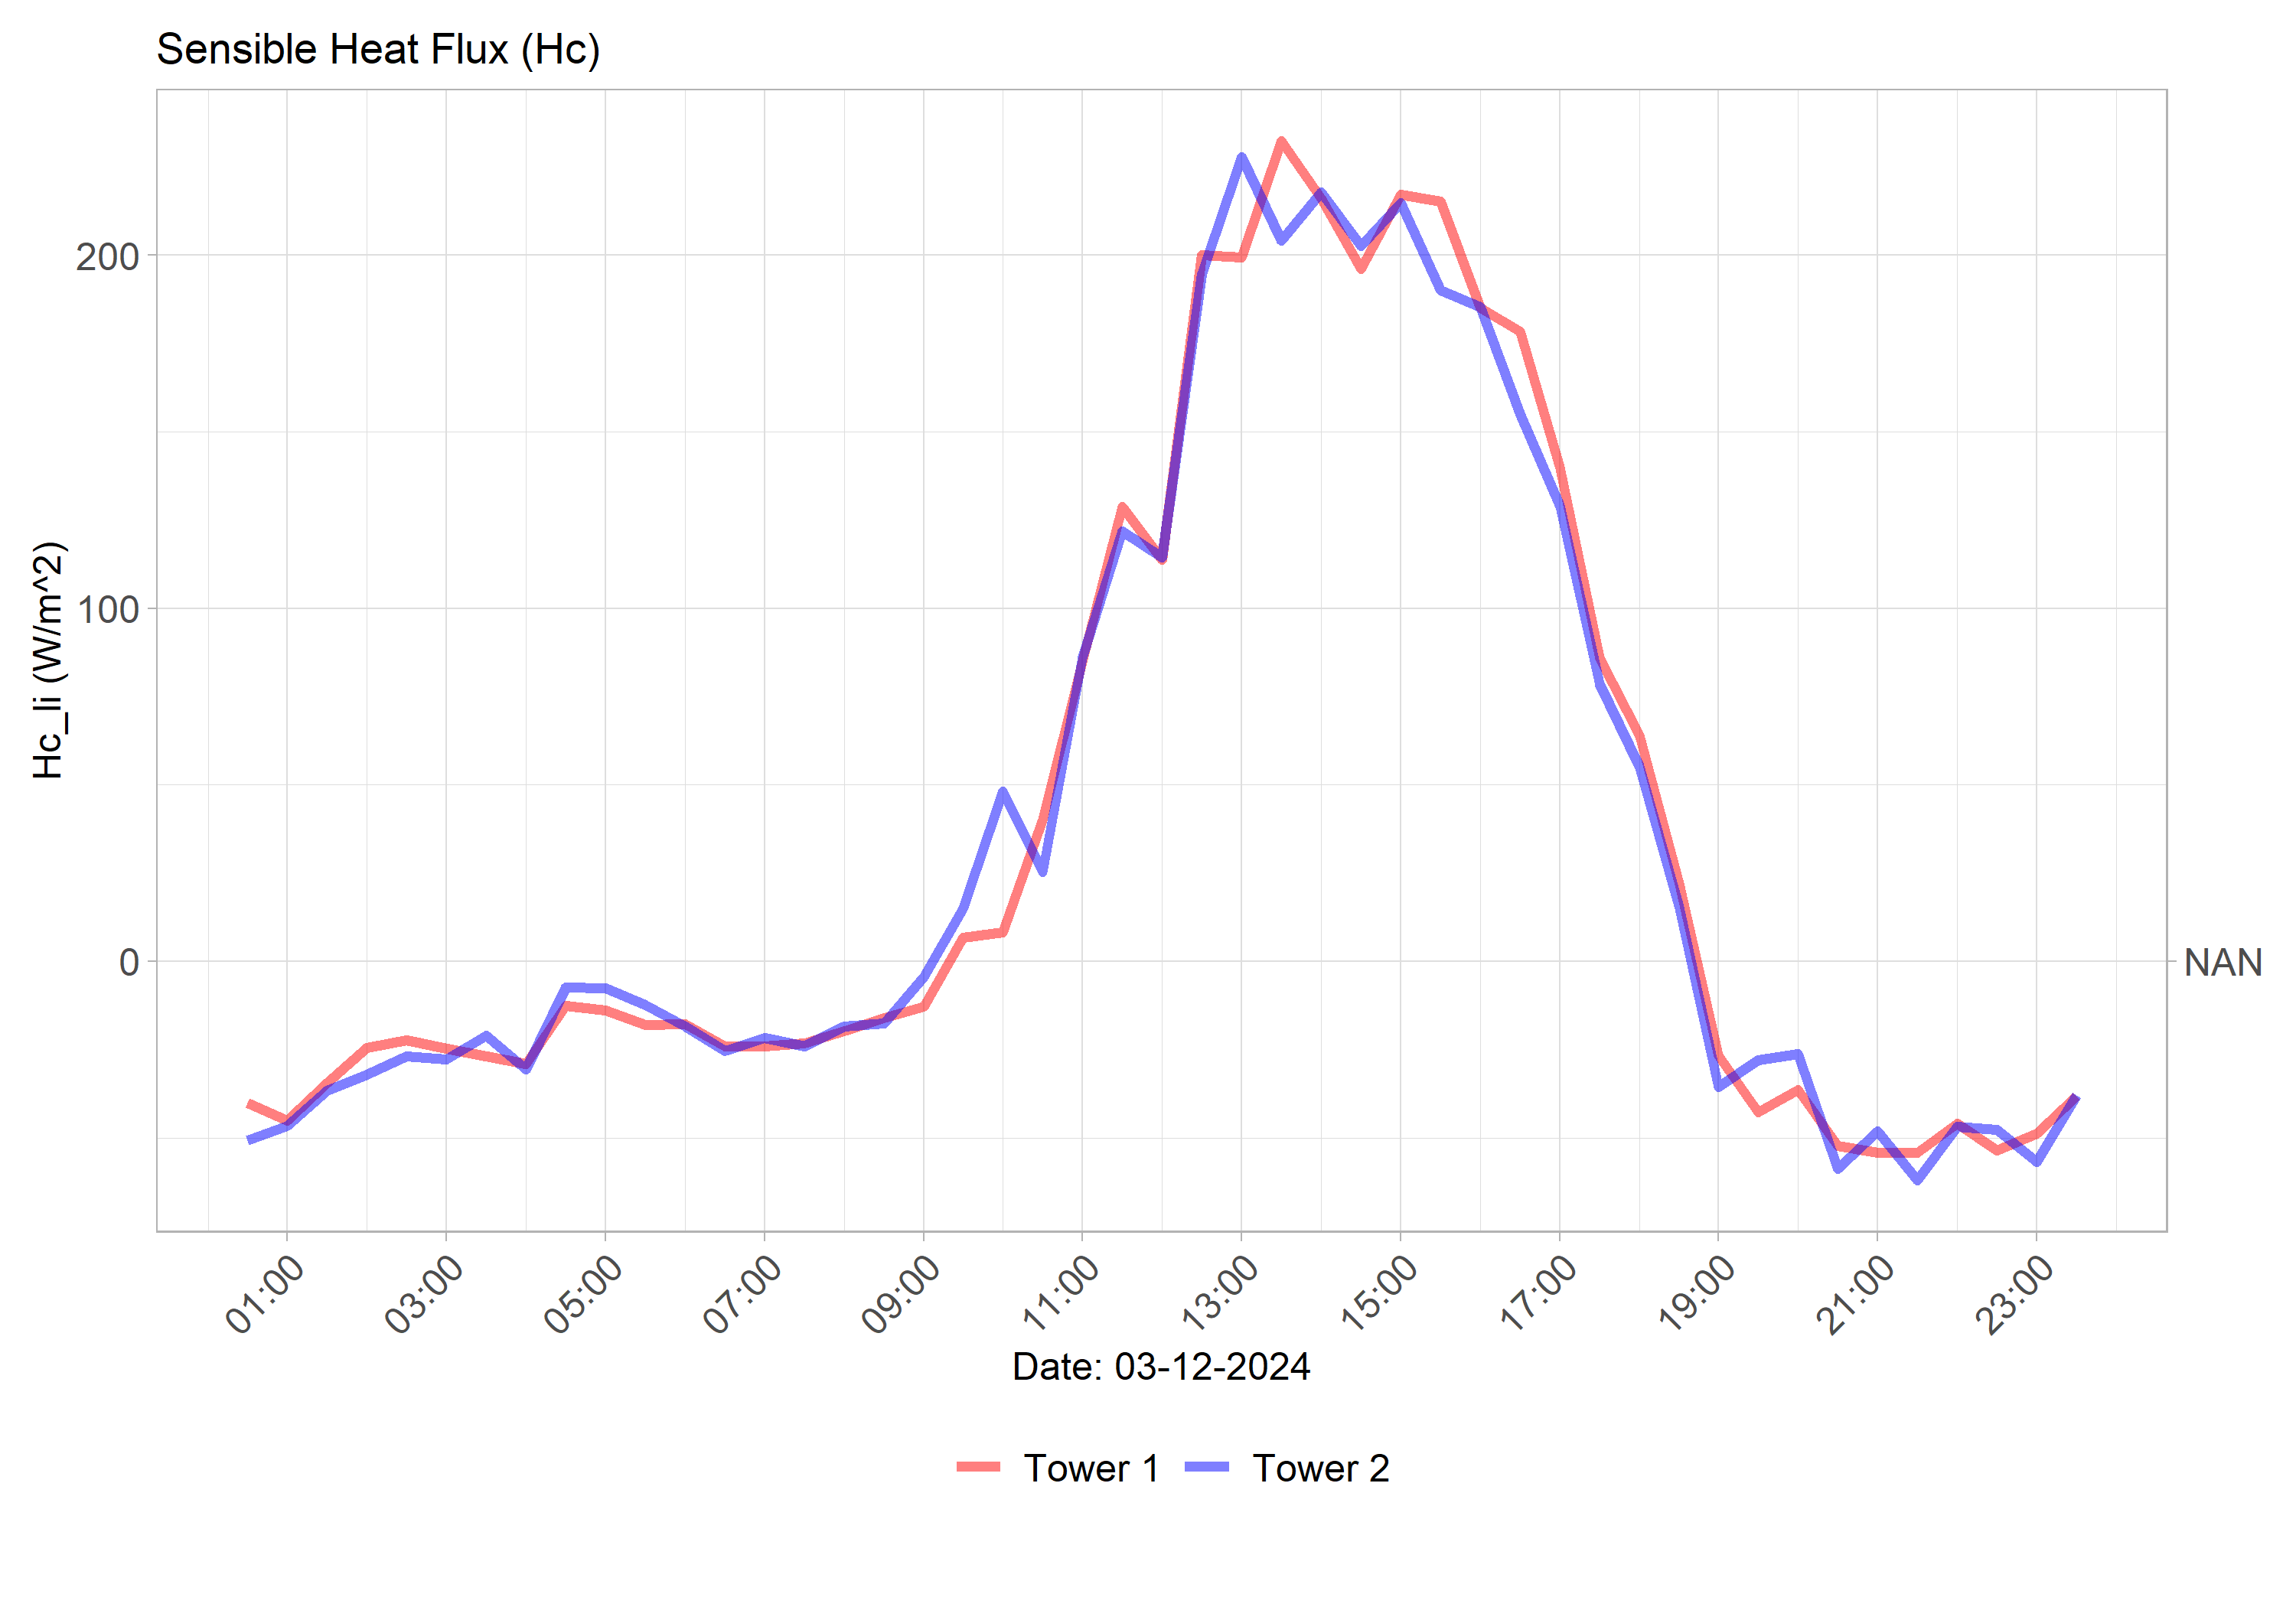 Sensible Heat Flux (Hc)
Hc_li (W/m^2)
200
100
0
NAN
01:00
03:00
05:00
07:00
09:00
11:00
13:00
15:00
17:00
19:00
21:00
23:00
Date: 03-12-2024
Tower 1
Tower 2